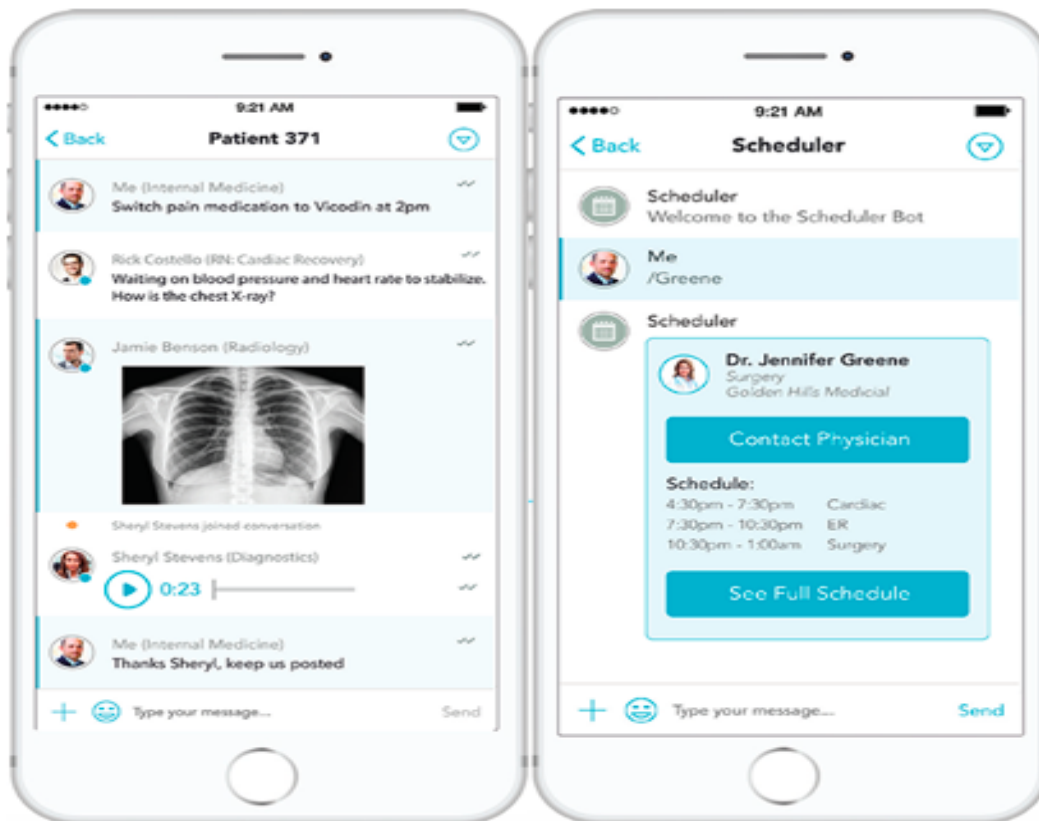 9:21 AM
Back
Patient 371
Me (Internal Medicine)
Switch pain medication to Vicodin at 2pm
Rick Costello (RN: Cardiac Recovery)
Waiting on blood pressure and heart rate to stabilize.
How is the chest X-ray?
Jamie Benson (Radiology)
Sheryl Stevens joined conversation
Sheryl Stevens (Diagnostics)
0:23
Me (Internal Medicine)
Thanks Sheryl, keep us posted
Type your message...
Send
9:21 AM
Back
Scheduler
Scheduler
Welcome to the Scheduler Bot
Me
/Greene
Scheduler
Dr. Jennifer Greene
Surgery
Golden Hills Medicial
Contact Physician
Schedule:
4:30pm - 7:30pm Cardiac
7:30pm - 10:30pm ER
10:30pm - 1:00am Surgery
See Full Schedule
Type your message...
Send